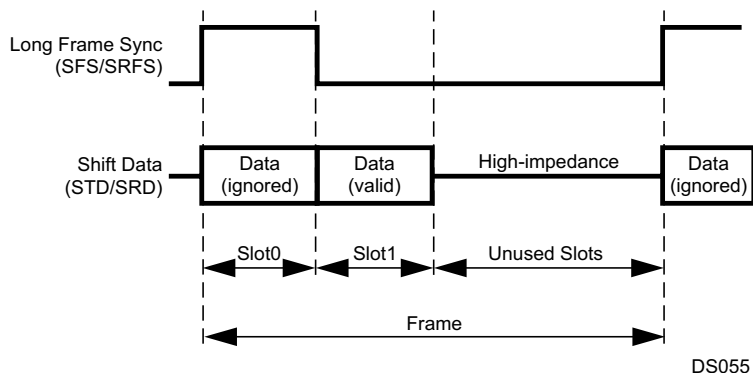 Long Frame Sync
(SFS/SRFS)
Shift Data
(STD/SRD)
Data
(ignored)
Data
(valid)
High-impedance
Data
(ignored)
Slot0
Slot1
Unused Slots
Frame
DS055